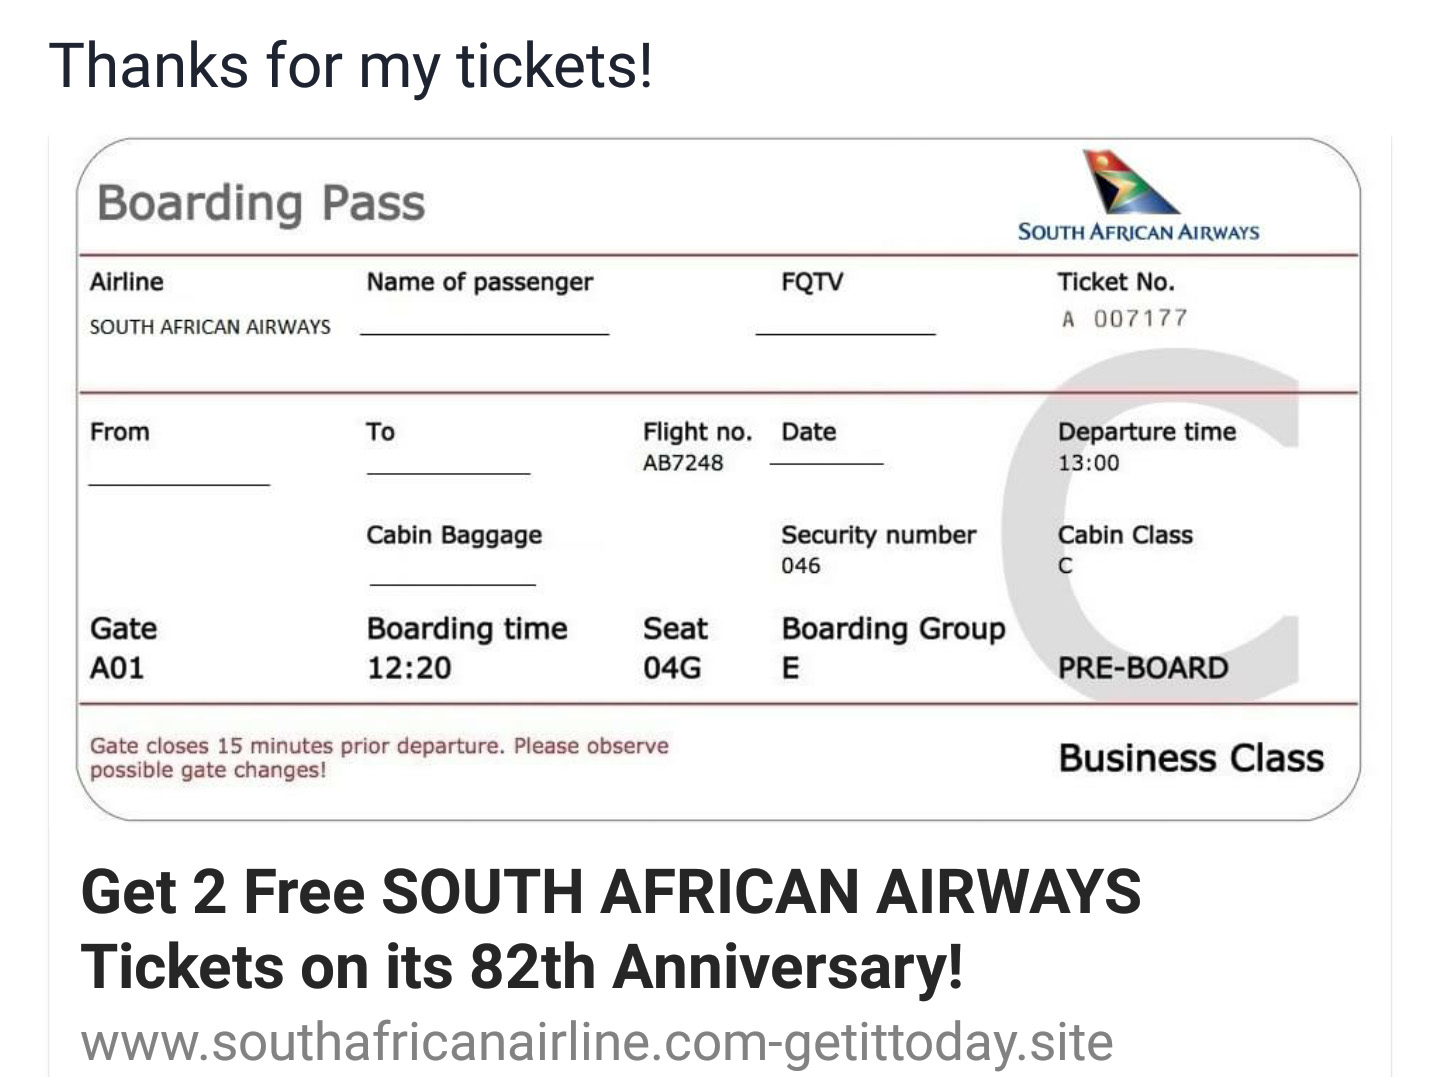 Thanks for my tickets!
Boarding Pass
SOUTH AFRICAN AIRWAYS
Airline Name of passenger FQTV Ticket No.
SOUTH AFRICAN AIRWAYS A 007177
From To Flight no. Date Departure time
AB7248 13:00
Cabin Baggage Security number Cabin Class
046 C
Gate Boarding time Seat Boarding Group
A01 12:20 04G E PRE-BOARD
C
Gate closes 15 minutes prior departure. Please observe
possible gate changes!
Business Class
Get 2 Free SOUTH AFRICAN AIRWAYS
Tickets on its 82th Anniversary!
www.southafricanairline.com-getittoday.site